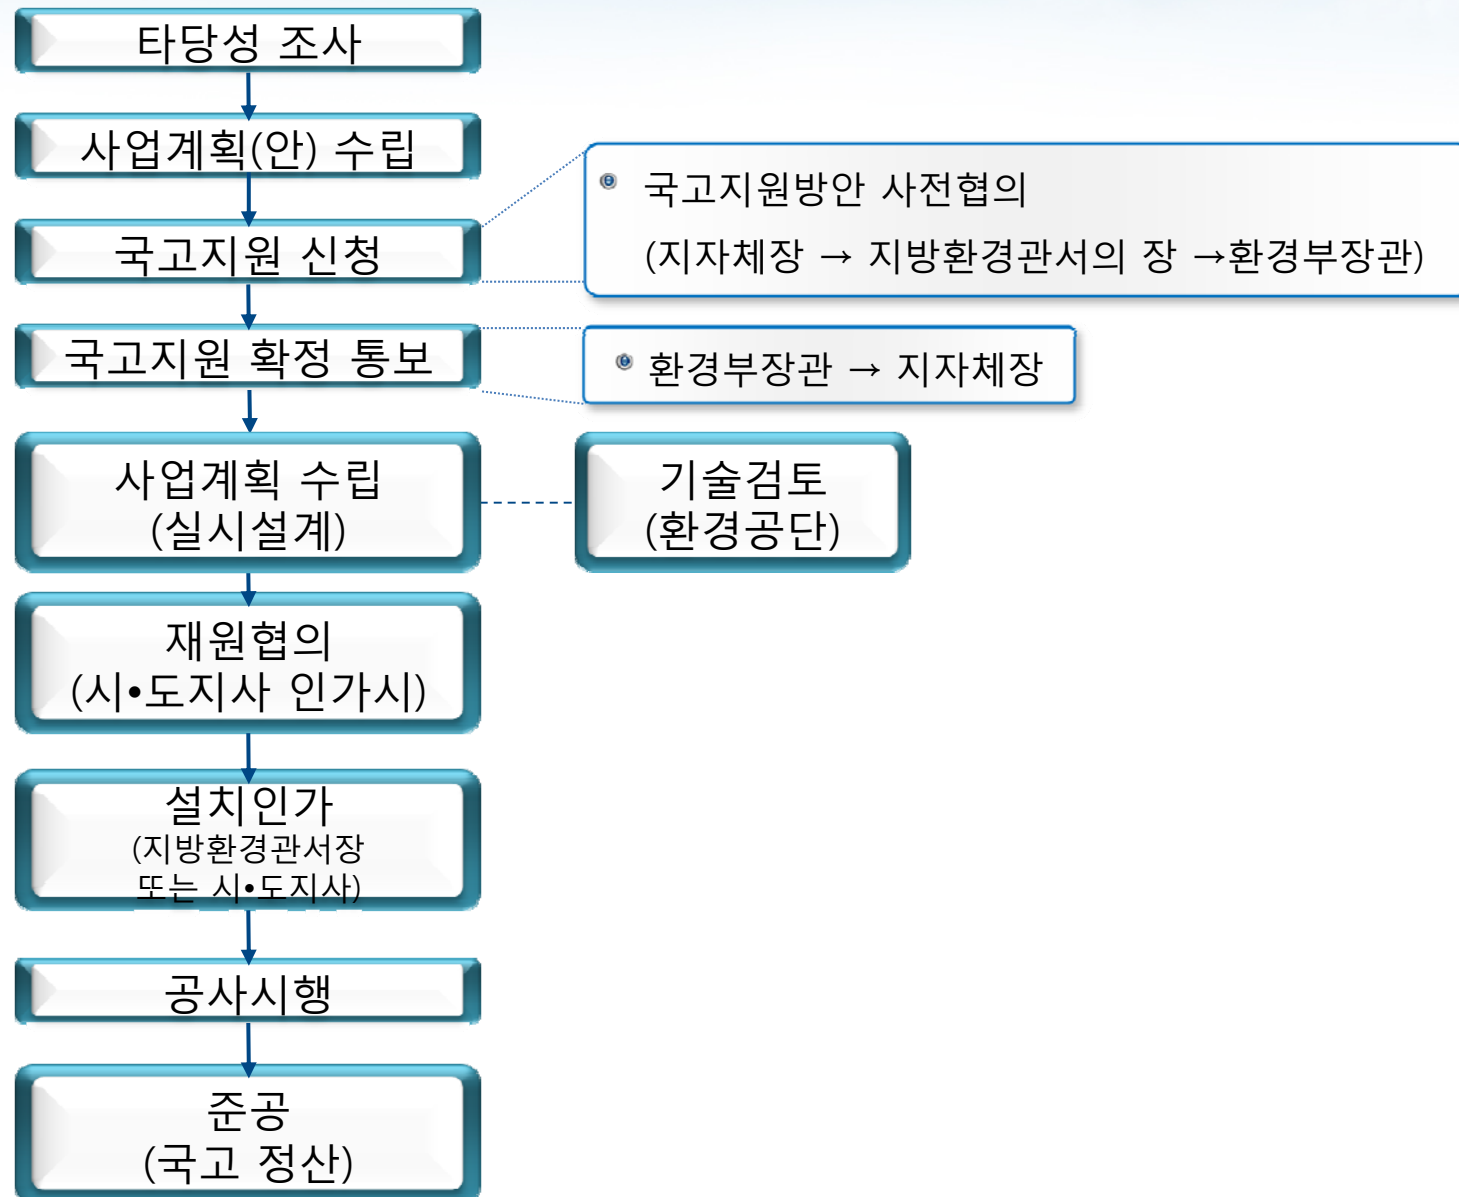 타당성 조사
사업계획(안) 수립
국고지원 신청
국고지원방안 사전협의
(지자체장 → 지방환경관서의 장 →환경부장관)
국고지원 확정 통보
환경부장관 → 지자체장
사업계획 수립
(실시설계)
기술검토
(환경공단)
재원협의
(시•도지사 인가시)
설치인가
(지방환경관서장
또는 시•도지사)
공사시행
준공
(국고 정산)